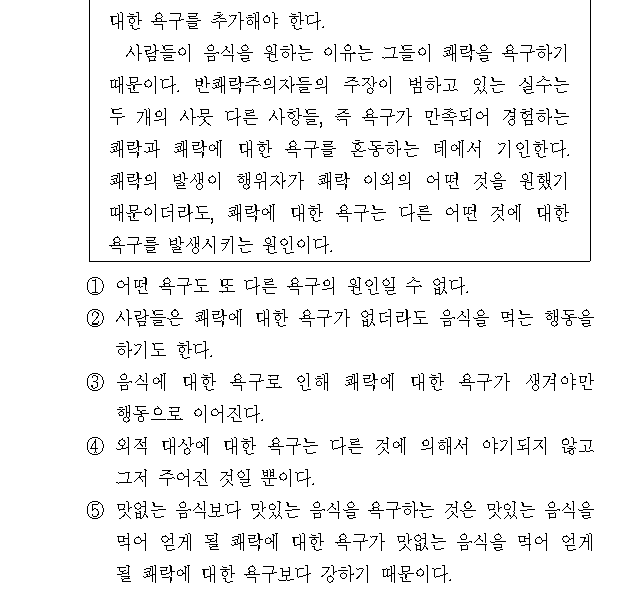 대한 욕구를 추가해야 한다.
사람들이 음식을 원하는 이유는 그들이 쾌락을 욕구하기
때문이다. 반쾌락주의자들의 주장이 범하고 있는 실수는
두 개의 사뭇 다른 사항들, 즉 욕구가 만족되어 경험하는
쾌락과 쾌락에 대한 욕구를 혼동하는 데에서 기인한다.
쾌락의 발생이 행위자가 쾌락 이외의 어떤 것을 원했기
때문이더라도, 쾌락에 대한 욕구는 다른 어떤 것에 대한
욕구를 발생시키는 원인이다.
① 어떤 욕구도 또 다른 욕구의 원인일 수 없다.
② 사람들은 쾌락에 대한 욕구가 없더라도 음식을 먹는 행동을
하기도 한다.
③ 음식에 대한 욕구로 인해 쾌락에 대한 욕구가 생겨야만
행동으로 이어진다.
④ 외적 대상에 대한 욕구는 다른 것에 의해서 야기되지 않고
그저 주어진 것일 뿐이다.
⑤ 맛없는 음식보다 맛있는 음식을 욕구하는 것은 맛있는 음식을
먹어 얻게 될 쾌락에 대한 욕구가 맛없는 음식을 먹어 얻게
될 쾌락에 대한 욕구보다 강하기 때문이다.